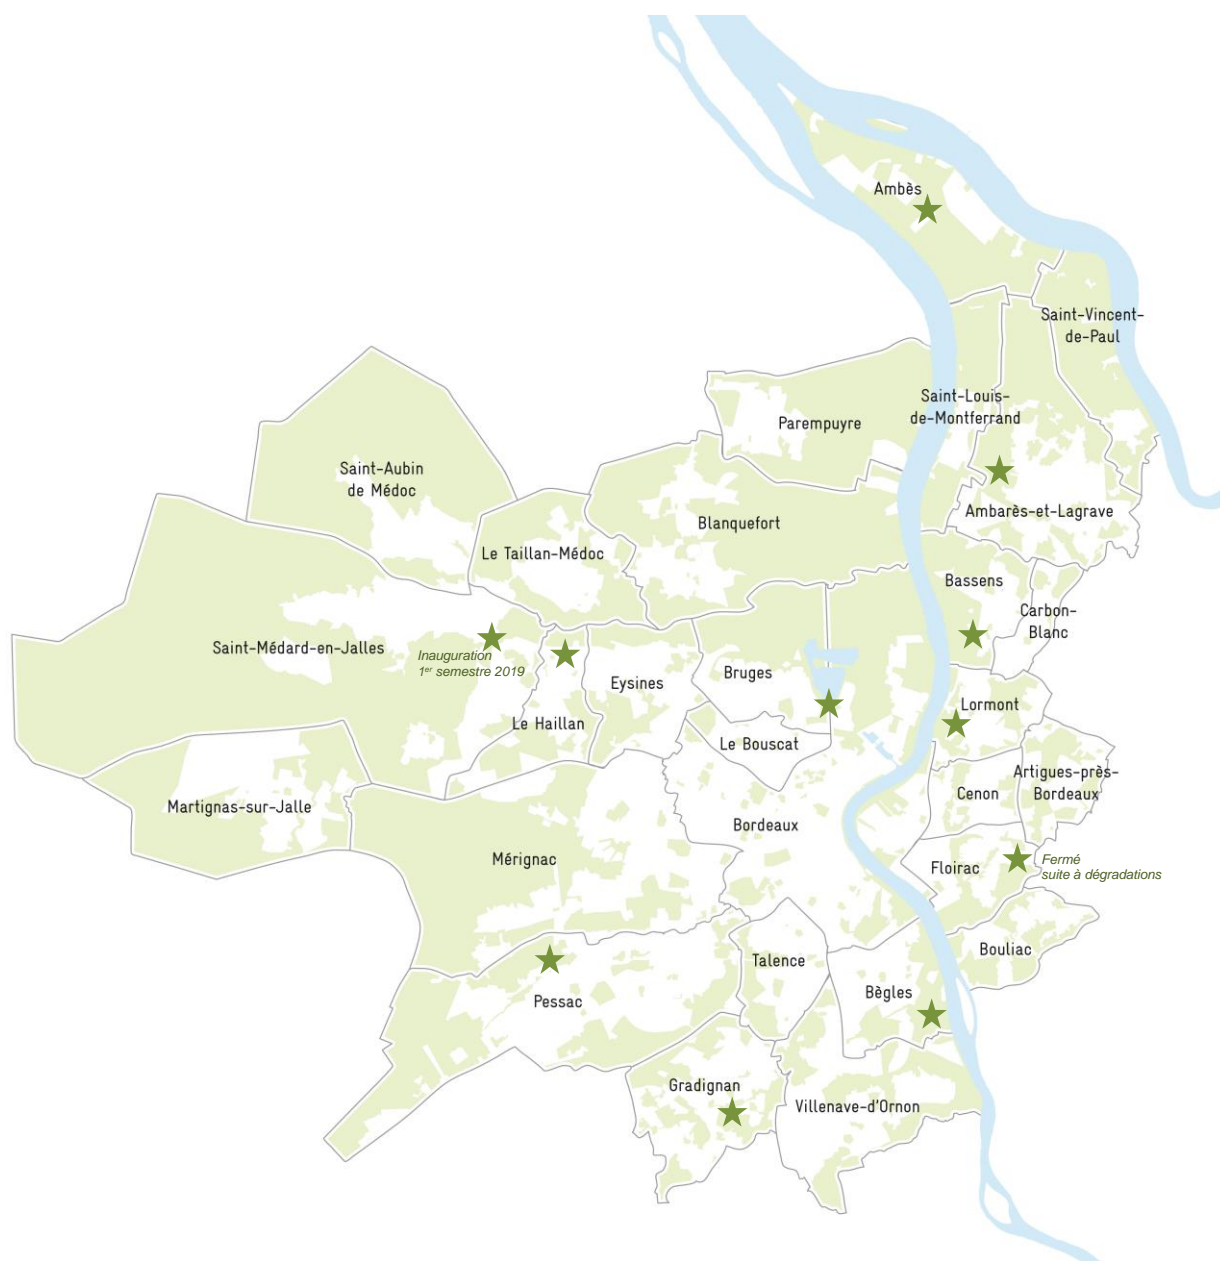 Ambès
Saint-Vincent-
de-Paul
Saint-Louis-
de-Montferrand
Parempuyre
Saint-Aubin
de Médoc
Ambarès-et-Lagrave
Blanquefort
Le Taillan-Médoc
Bassens
Carbon-
Blanc
Saint-Médard-en-Jalles
Inauguration
1er semestre 2019
Eysines
Bruges
Lormont
Le Haillan
Le Bouscat
Artigues-près-
Bordeaux
Cenon
Martignas-sur-Jalle
Bordeaux
Mérignac
Floirac
Fermé
suite à dégradations
Bouliac
Talence
Bègles
Pessac
Gradignan
Villenave-d'Ornon